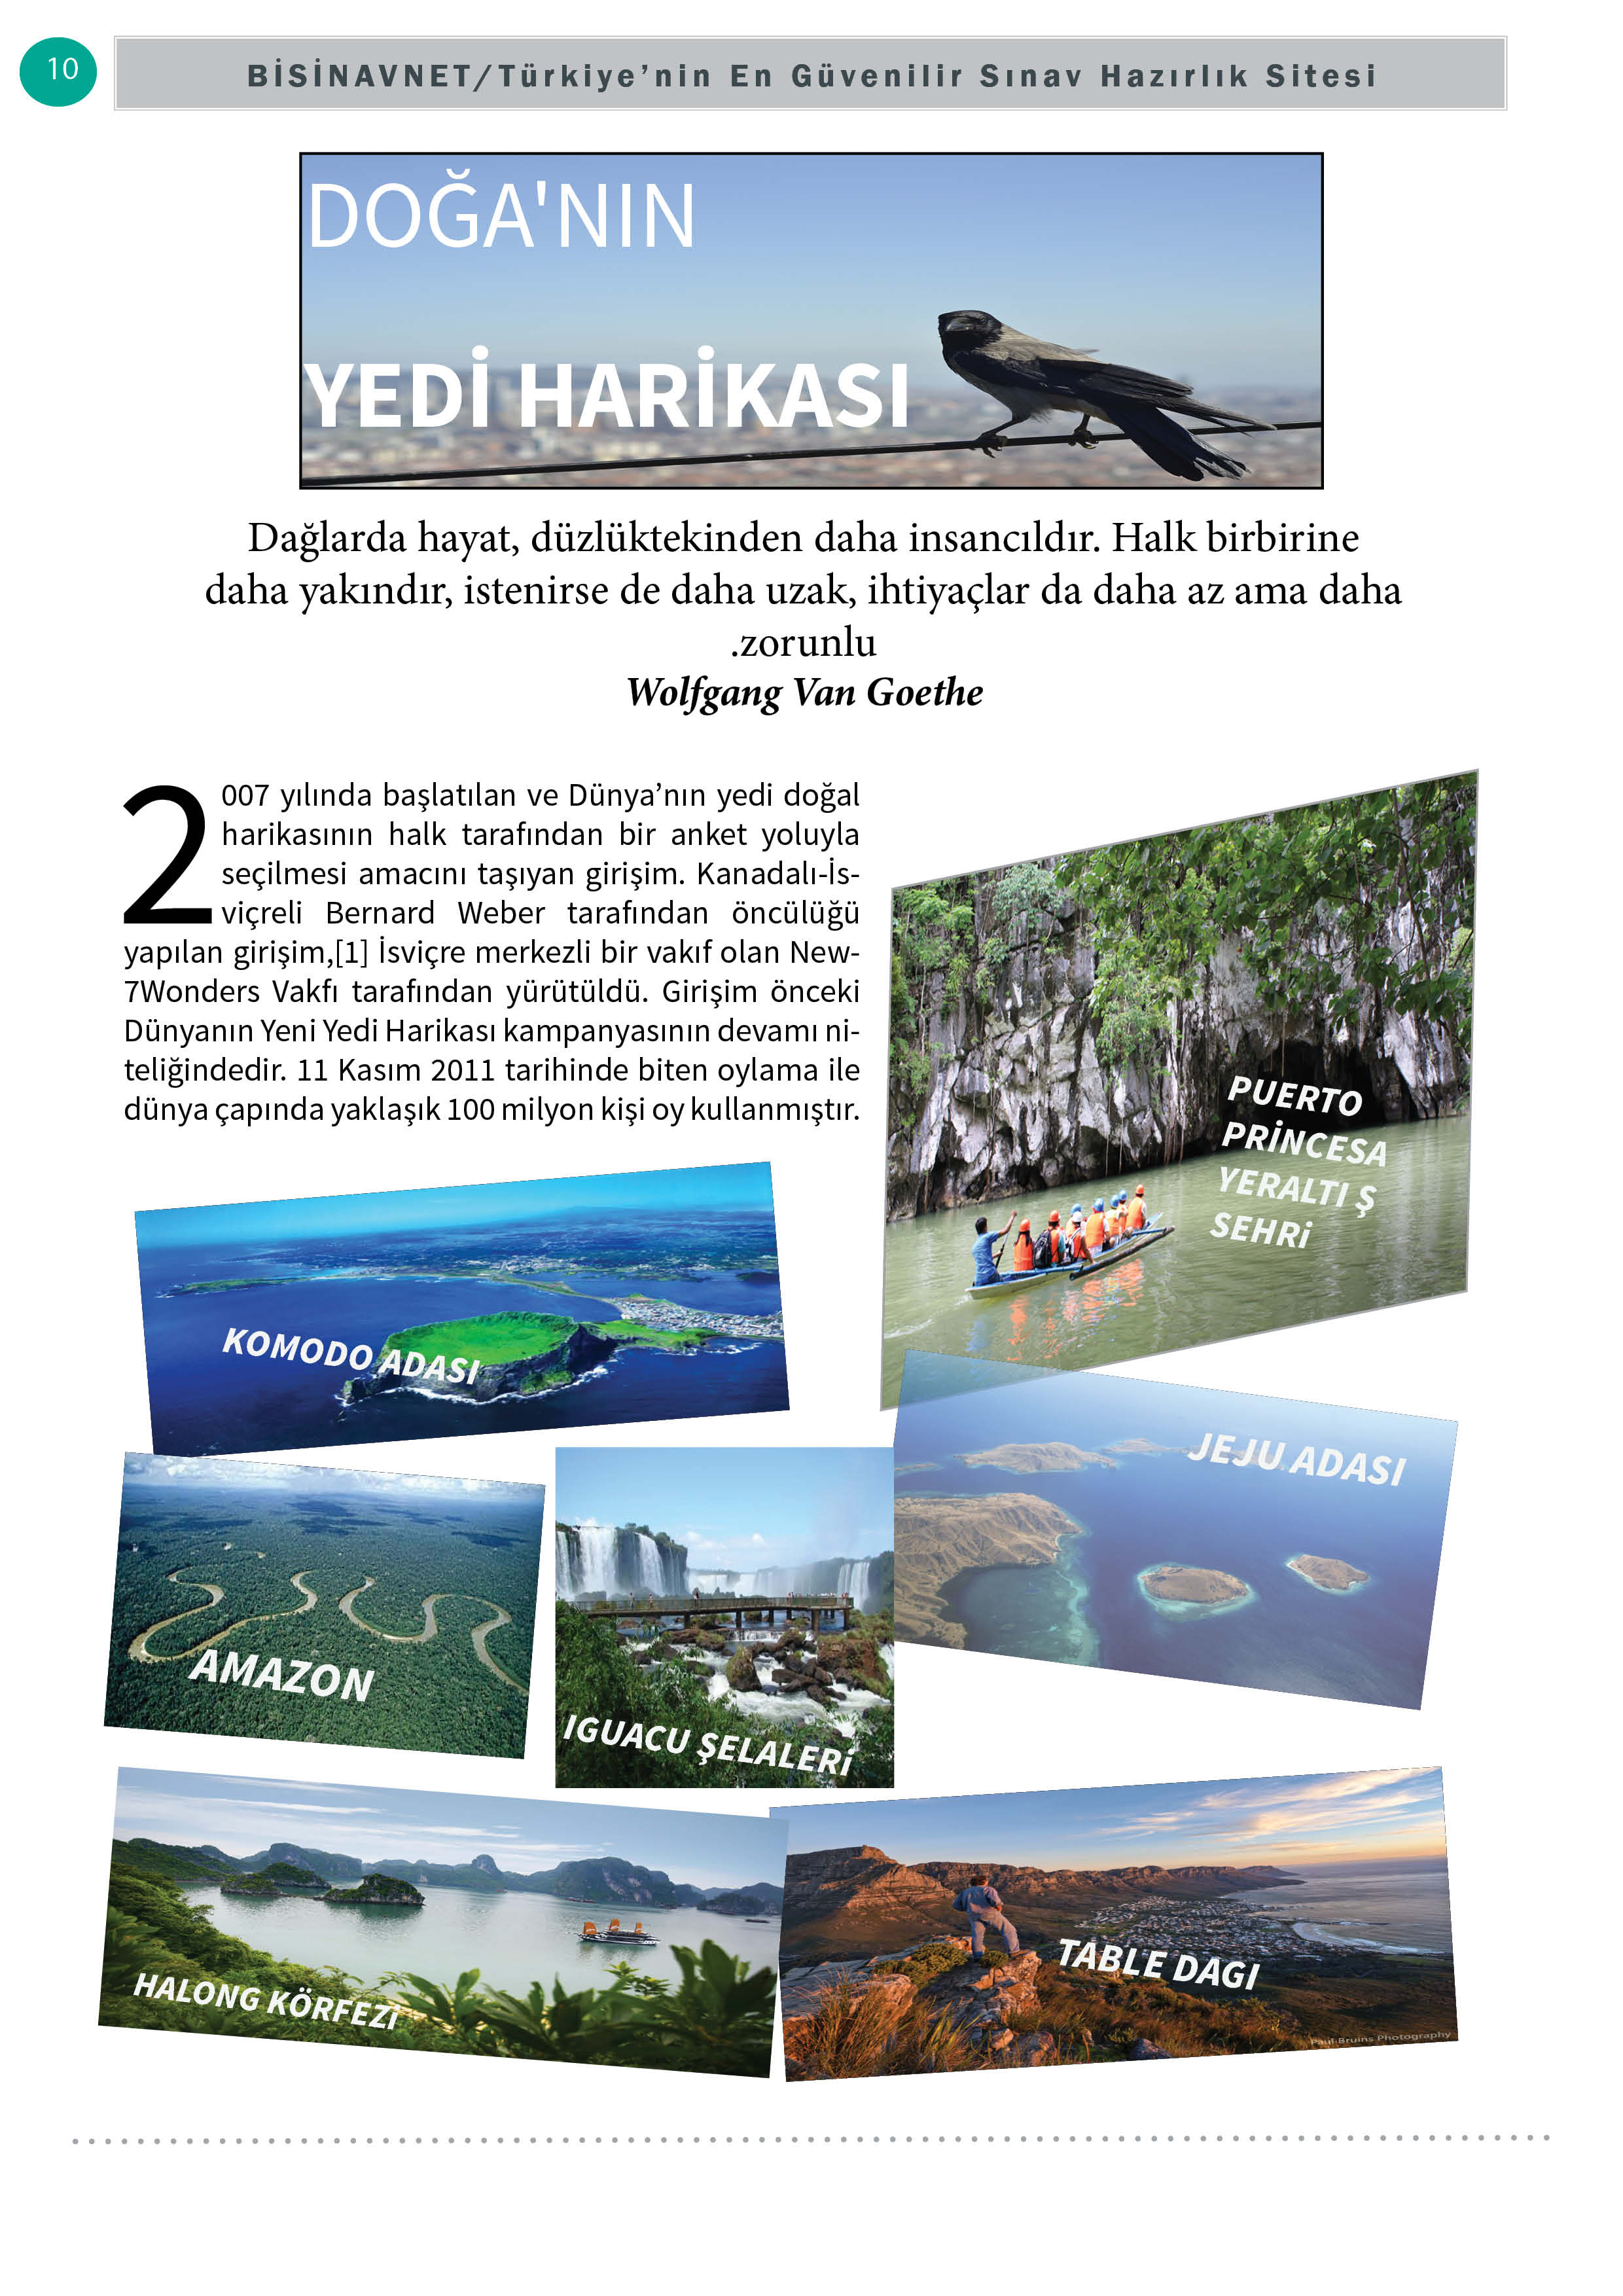 10
BİSİNAVNET/Türkiye’nin En Güvenilir Sınav Hazırlık Sitesi
DOĞA'NIN
YEDİ HARİKASI
Dağlarda hayat, düzlüktekinden daha insancıldır. Halk birbirine
daha yakındır, istenirse de daha uzak, ihtiyaçlar da daha az ama daha
.zorunlu
Wolfgang Van Goethe
2007 yılında başlatılan ve Dünya’nın yedi doğal
harikasının halk tarafından bir anket yoluyla
seçilmesi amacını taşıyan girişim. Kanadalı-İs-
viçreli Bernard Weber tarafından öncülüğü
yapılan girişim,[1] İsviçre merkezli bir vakıf olan New-
7Wonders Vakfı tarafından yürütüldü. Girişim önceki
Dünyanın Yeni Yedi Harikası kampanyasının devamı ni-
teliğindedir. 11 Kasım 2011 tarihinde biten oylama ile
dünya çapında yaklaşık 100 milyon kişi oy kullanmıştır.
PUERTO
PRİNCESA
YERALTI Ş
SEHRi
KOMODO ADASI
JEJU ADASI
AMAZON
IGUACU ŞELALERi
HALONG KÖRFEZi
TABLE DAGI
Paul Bruins Photography